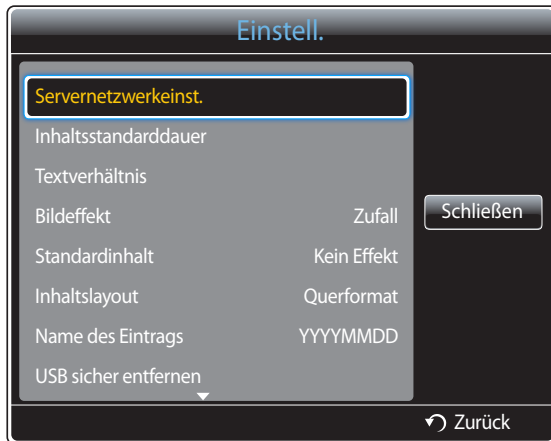 Einstell.
Servernetzwerkeinst.
Inhaltsstandarddauer
Textverhältnis
Bildeffekt Zufall
Standardinhalt Kein Effekt
Inhaltslayout Querformat
Name des Eintrags YYYYMMDD
USB sicher entfernen
Schließen
Zurück